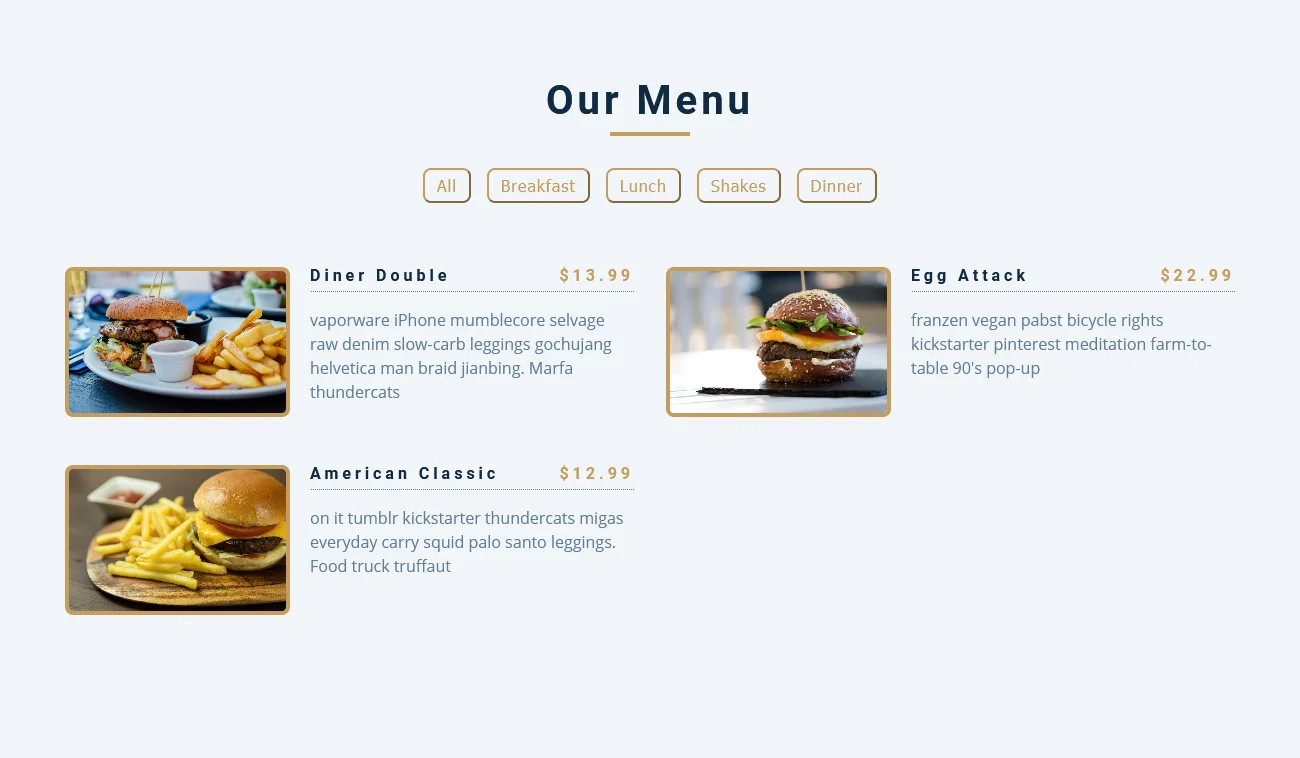 Our Menu
All
Breakfast
Lunch
Shakes
Dinner
Diner Double
$13.99
vaporware iPhone mumblecore selvage
raw denim slow-carb leggings gochujang
helvetica man braid jianbing. Marfa
thundercats
Egg Attack
$22.99
franzen vegan pabst bicycle rights
kickstarter pinterest meditation farm-to-
table 90's pop-up
American Classic
$12.99
on it tumblr kickstarter thundercats migas
everyday carry squid palo santo leggings.
Food truck truffaut